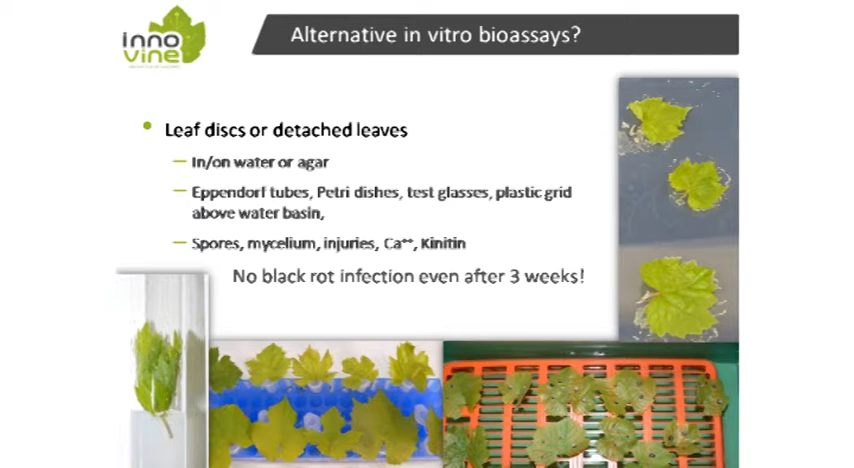 inno
vine
Alternative in vitro bioassays?
• Leaf discs or detached leaves
— In/on water or agar
— Eppendorf tubes, Petri dishes, test glasses, plastic grid
above water basin,
— Spores, mycelium, injuries, Ca⁺⁺, Kinitin
No black rot infection even after 3 weeks!